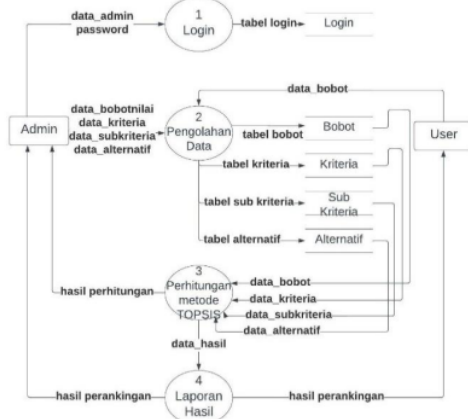 data_admin
password
1
Login
tabel login
Login
data_bobot
Admin
data_bobotnilai
data_kriteria
data_subkriteria
data_alternatif
2
Pengolahan
Data
tabel bobot
Bobot
User
tabel kriteria
Kriteria
tabel sub kriteria
Sub
Kriteria
tabel alternatif
Alternatif
hasil perhitungan
3
Perhitungan
metode
TOPSIS
data_bobot
data_kriteria
data_subkriteria
data_alternatif
data_hasil
hasil perankingan
4
Laporan
Hasil
hasil perankingan